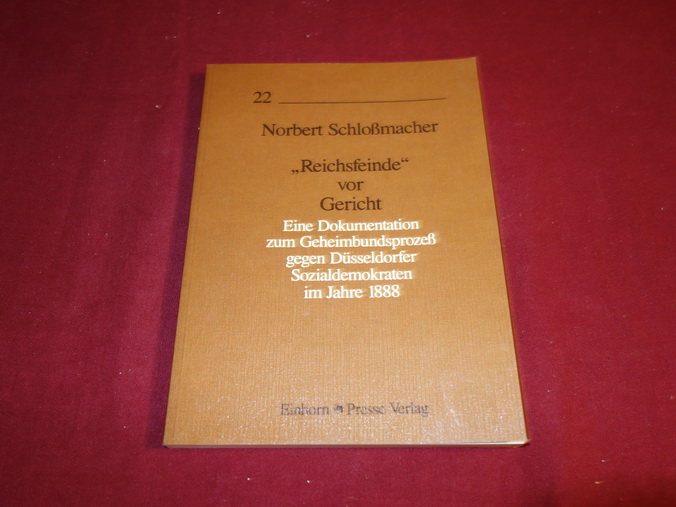 22
Norbert Schloßmacher
„Reichsfeinde“
vor
Gericht
Eine Dokumentation
zum Geheimbundsprozeß
gegen Düsseldorfer
Sozialdemokraten
im Jahre 1888
Einhorn Presse Verlag